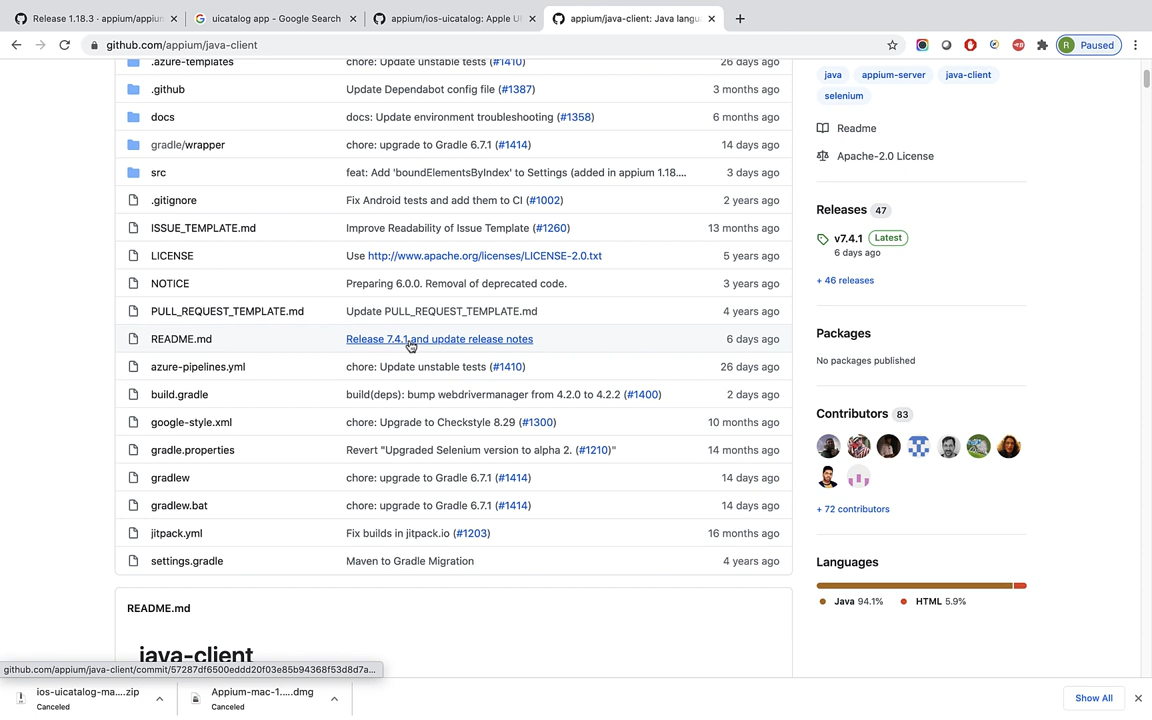 Release 1.18.3 · appium/appiun
uicatalog app - Google Search
appium/ios-uicatalog: Apple UI
appium/java-client: Java langu
github.com/appium/java-client
R Paused
.azure-templates chore: Update unstable tests (#1410) 26 days ago
.github Update Dependabot config file (#1387) 3 months ago
docs docs: Update environment troubleshooting (#1358) 6 months ago
gradle/wrapper chore: upgrade to Gradle 6.7.1 (#1414) 14 days ago
src feat: Add 'boundElementsByIndex' to Settings (added in appium 1.18.... 3 days ago
.gitignore Fix Android tests and add them to CI (#1002) 2 years ago
ISSUE_TEMPLATE.md Improve Readability of Issue Template (#1260) 13 months ago
LICENSE Use http://www.apache.org/licenses/LICENSE-2.0.txt 5 years ago
NOTICE Preparing 6.0.0. Removal of deprecated code. 3 years ago
PULL_REQUEST_TEMPLATE.md Update PULL_REQUEST_TEMPLATE.md 4 years ago
README.md Release 7.4.1 and update release notes 6 days ago
azure-pipelines.yml chore: Update unstable tests (#1410) 26 days ago
build.gradle build(deps): bump webdrivermanager from 4.2.0 to 4.2.2 (#1400) 2 days ago
google-style.xml chore: Upgrade to Checkstyle 8.29 (#1300) 10 months ago
gradle.properties Revert "Upgraded Selenium version to alpha 2. (#1210)" 14 months ago
gradlew chore: upgrade to Gradle 6.7.1 (#1414) 14 days ago
gradlew.bat chore: upgrade to Gradle 6.7.1 (#1414) 14 days ago
jitpack.yml Fix builds in jitpack.io (#1203) 16 months ago
settings.gradle Maven to Gradle Migration 4 years ago
README.md
java-client
java appium-server java-client
selenium
Readme
Apache-2.0 License
Releases 47
v7.4.1 Latest
6 days ago
+ 46 releases
Packages
No packages published
Contributors 83
+ 72 contributors
Languages
Java 94.1% HTML 5.9%
github.com/appium/java-client/commit/57287df6500eddd20f03e85b94368f53d8d7a...
ios-uicatalog-ma....zip
Canceled
Appium-mac-1.....dmg
Canceled
Show All